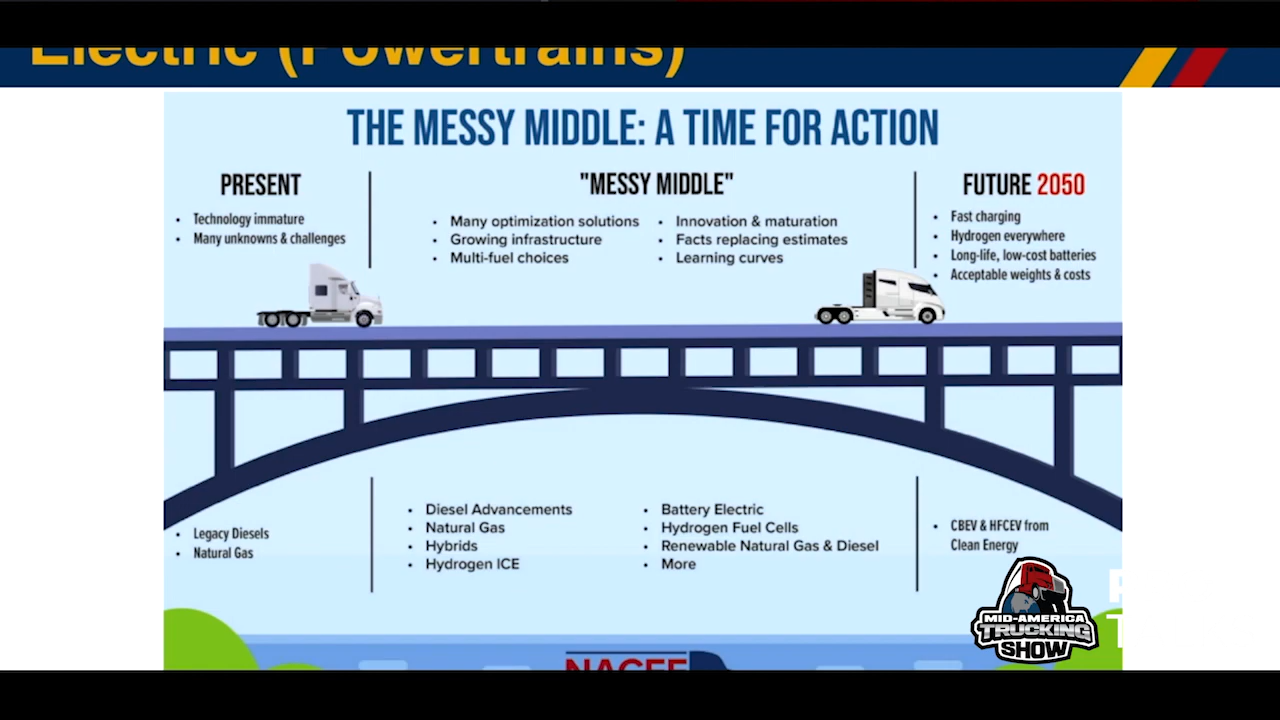 Electric (Powertrains)
THE MESSY MIDDLE: A TIME FOR ACTION
PRESENT
• Technology immature
• Many unknowns & challenges
"MESSY MIDDLE"
• Many optimization solutions
• Growing infrastructure
• Multi-fuel choices
• Innovation & maturation
• Facts replacing estimates
• Learning curves
FUTURE 2050
• Fast charging
• Hydrogen everywhere
• Long-life, low-cost batteries
• Acceptable weights & costs
• Legacy Diesels
• Natural Gas
• Diesel Advancements
• Natural Gas
• Hybrids
• Hydrogen ICE
• Battery Electric
• Hydrogen Fuel Cells
• Renewable Natural Gas & Diesel
• More
• CBEV & HFCEV from
Clean Energy
MID-AMERICA
TRUCKING
SHOW
NACFE